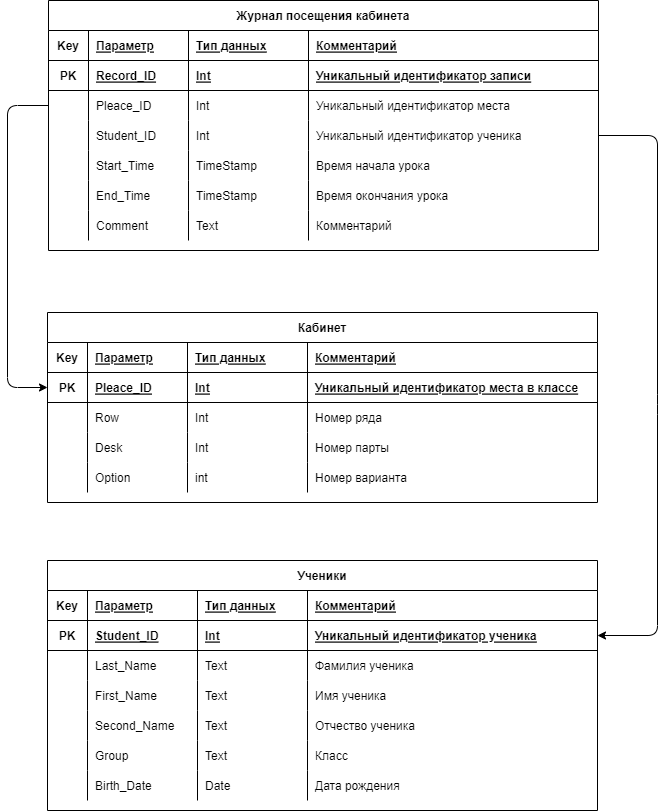 Журнал посещения кабинета
Key Параметр Тип данных Комментарий
PK Record_ID Int Уникальный идентификатор записи
Pleace_ID Int Уникальный идентификатор места
Student_ID Int Уникальный идентификатор ученика
Start_Time TimeStamp Время начала урока
End_Time TimeStamp Время окончания урока
Comment Text Комментарий
Кабинет
Key Параметр Тип данных Комментарий
PK Pleace_ID Int Уникальный идентификатор места в классе
Row Int Номер ряда
Desk Int Номер парты
Option int Номер варианта
Ученики
Key Параметр Тип данных Комментарий
PK Student_ID Int Уникальный идентификатор ученика
Last_Name Text Фамилия ученика
First_Name Text Имя ученика
Second_Name Text Отчество ученика
Group Text Класс
Birth_Date Date Дата рождения